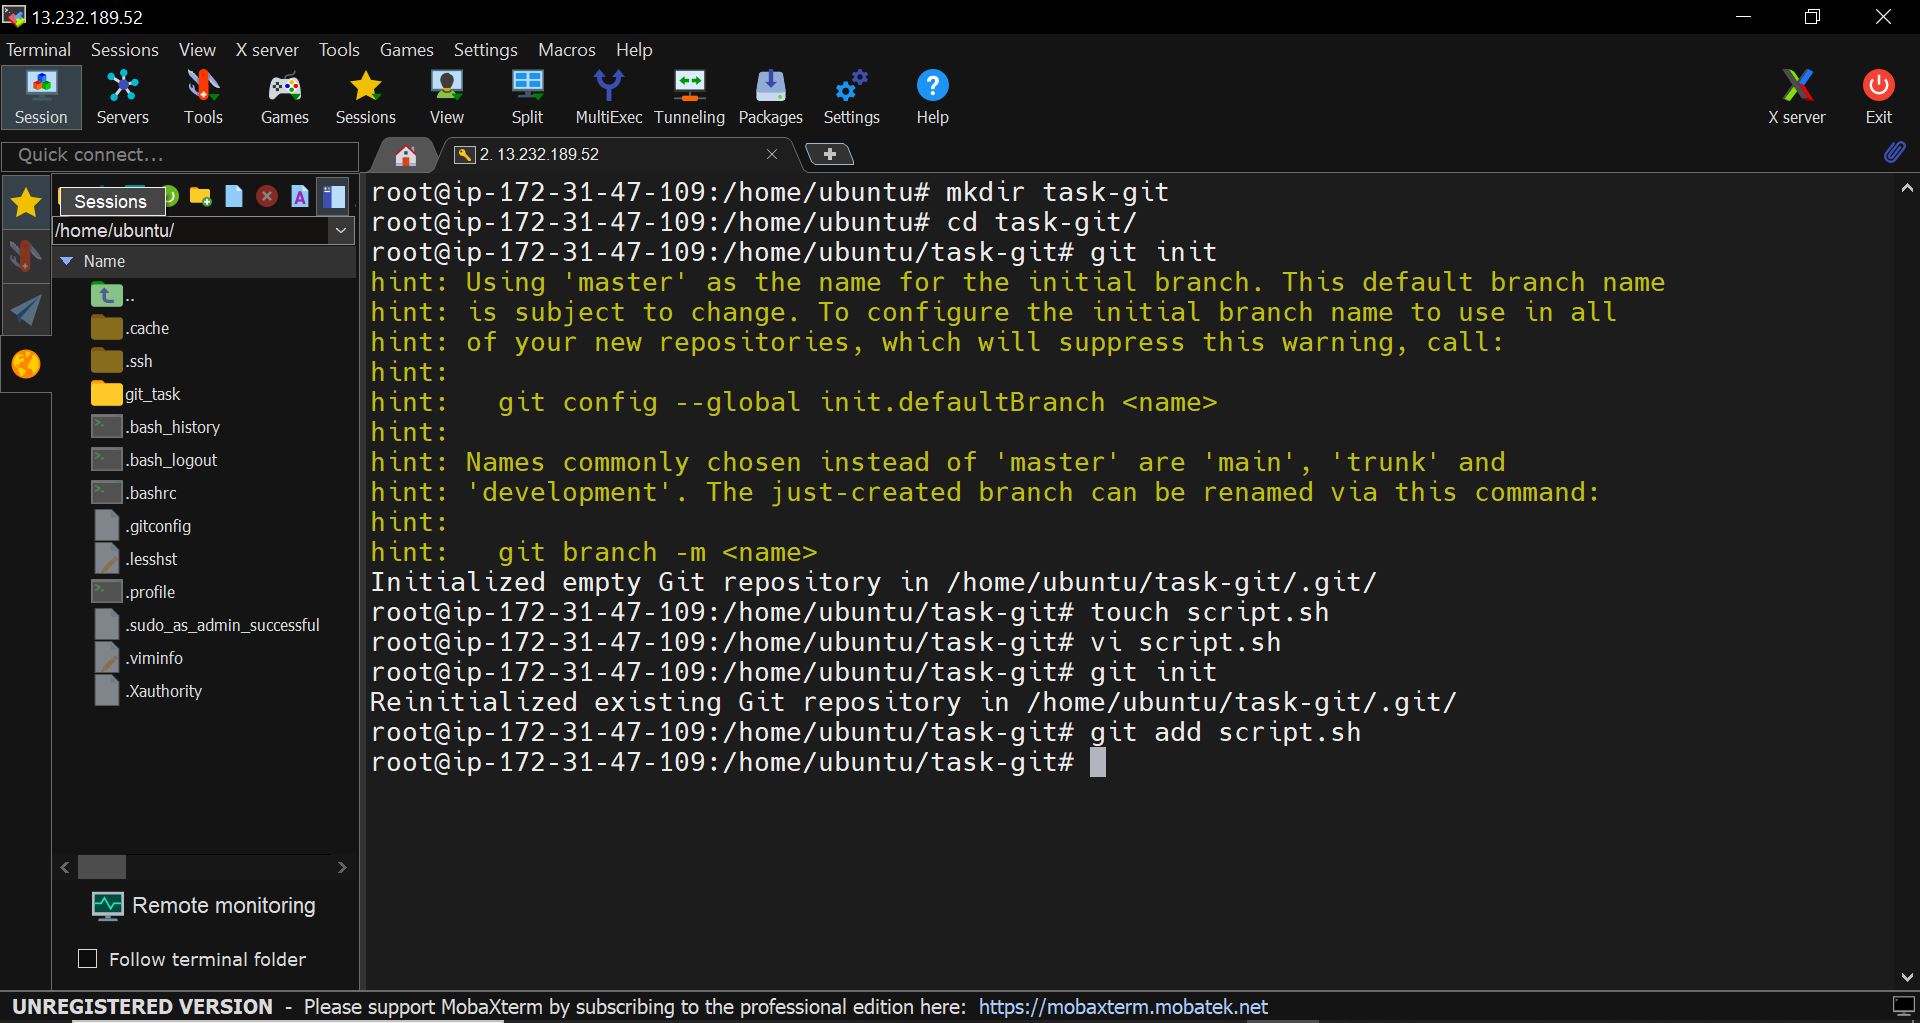 13.232.189.52
Terminal Sessions View X server Tools Games Settings Macros Help
Session Servers Tools Games Sessions View Split MultiExec Tunneling Packages Settings Help X server Exit
Quick connect...
2. 13.232.189.52
Sessions
/home/ubuntu/
Name
..
.cache
.ssh
git_task
.bash_history
.bash_logout
.bashrc
.gitconfig
.lesshst
.profile
.sudo_as_admin_successful
.viminfo
.Xauthority
Remote monitoring
Follow terminal folder
root@ip-172-31-47-109:/home/ubuntu# mkdir task-git
root@ip-172-31-47-109:/home/ubuntu# cd task-git/
root@ip-172-31-47-109:/home/ubuntu/task-git# git init
hint: Using 'master' as the name for the initial branch. This default branch name
hint: is subject to change. To configure the initial branch name to use in all
hint: of your new repositories, which will suppress this warning, call:
hint:
hint:   git config --global init.defaultBranch <name>
hint:
hint: Names commonly chosen instead of 'master' are 'main', 'trunk' and
hint: 'development'. The just-created branch can be renamed via this command:
hint:
hint:   git branch -m <name>
Initialized empty Git repository in /home/ubuntu/task-git/.git/
root@ip-172-31-47-109:/home/ubuntu/task-git# touch script.sh
root@ip-172-31-47-109:/home/ubuntu/task-git# vi script.sh
root@ip-172-31-47-109:/home/ubuntu/task-git# git init
Reinitialized existing Git repository in /home/ubuntu/task-git/.git/
root@ip-172-31-47-109:/home/ubuntu/task-git# git add script.sh
root@ip-172-31-47-109:/home/ubuntu/task-git#
UNREGISTERED VERSION - Please support MobaXterm by subscribing to the professional edition here: https://mobaxterm.mobatek.net